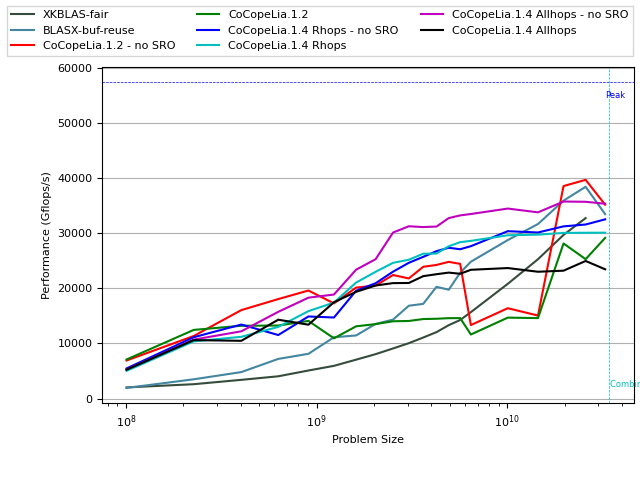 XKBLAS-fair
BLASX-buf-reuse
CoCopeLia.1.2 - no SRO
CoCopeLia.1.2
CoCopeLia.1.4 Rhops - no SRO
CoCopeLia.1.4 Rhops
CoCopeLia.1.4 Allhops - no SRO
CoCopeLia.1.4 Allhops
60000
50000
40000
30000
20000
10000
0
Performance (Gflops/s)
Peak
Combin
10^8
10^9
10^10
Problem Size